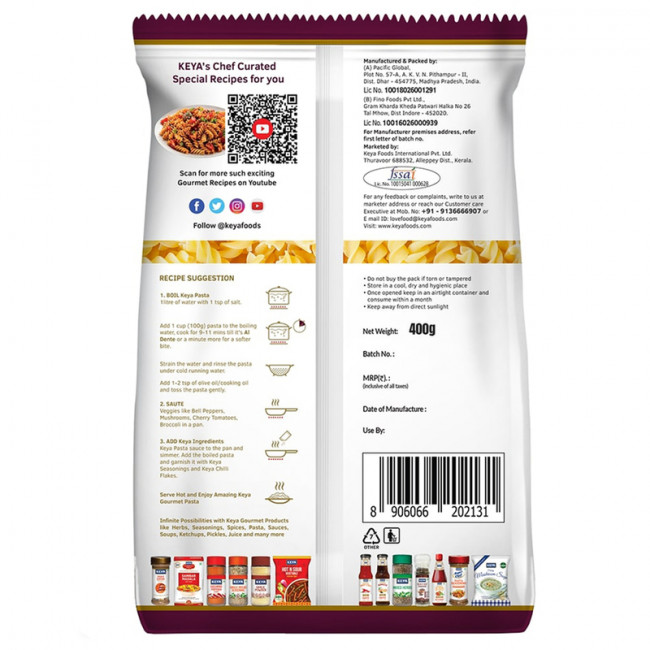 KEYA's Chef Curated
Special Recipes for you
Scan for more such exciting
Gourmet Recipes on Youtube
Follow @keyafoods
RECIPE SUGGESTION
1. BOIL Keya Pasta
1litre of water with 1 tsp of salt.
Add 1 cup (100g) pasta to the boiling
water, cook for 9-11 mins till it's Al
Dente or a minute more for a softer
bite.
Strain the water and rinse the pasta
under cold running water.
Add 1-2 tsp of olive oil/cooking oil
and toss the pasta gently.
2. SAUTE
Veggies like Bell Peppers,
Mushrooms, Cherry Tomatoes,
Broccoli in a pan.
3. ADD Keya Ingredients
Keya Pasta sauce to the pan and
simmer. Add the boiled pasta
and garnish it with Keya
Seasonings and Keya Chilli
Flakes.
Serve Hot and Enjoy Amazing Keya
Gourmet Pasta
Infinite Possibilities with Keya Gourmet Products
like Herbs, Seasonings, Spices, Pasta, Sauces,
Soups, Ketchups, Pickles, Juice and many more
Manufactured & Packed by:
(A) Pacific Global,
Plot No. 57-A, A. K. V. N. Pithampur - II,
Dist. Dhar - 454775, Madhya Pradesh, India.
Lic No. 10018026001291
(B) Fino Foods Pvt Ltd.,
Gram Kharda Kheda Patwari Halka No 26
Tal Mhow, Dist Indore - 452020.
Lic No. 10016026000939
For Manufacturer premises address, refer
first letter of batch no.
Marketed by:
Keya Foods International Pvt. Ltd.
Thuravoor 688532, Alleppey Dist., Kerala.
fssai
Lic. No. 10015041 000628
For any feedback or complaints, write to us at
marketer address or reach our Customer care
Executive at Mob. No: +91 - 9136666907 or
E mail ID: lovefood@keyafoods.com
Visit: www.keyafoods.com
• Do not buy the pack if torn or tampered
• Store in a cool, dry and hygienic place
• Once opened keep in an airtight container and
consume within a month
• Keep away from direct sunlight
Net Weight: 400g
Batch No. :
MRP(₹). :
(Inclusive of all taxes)
Date of Manufacture :
Use By:
8 906066 202131
7
OTHER